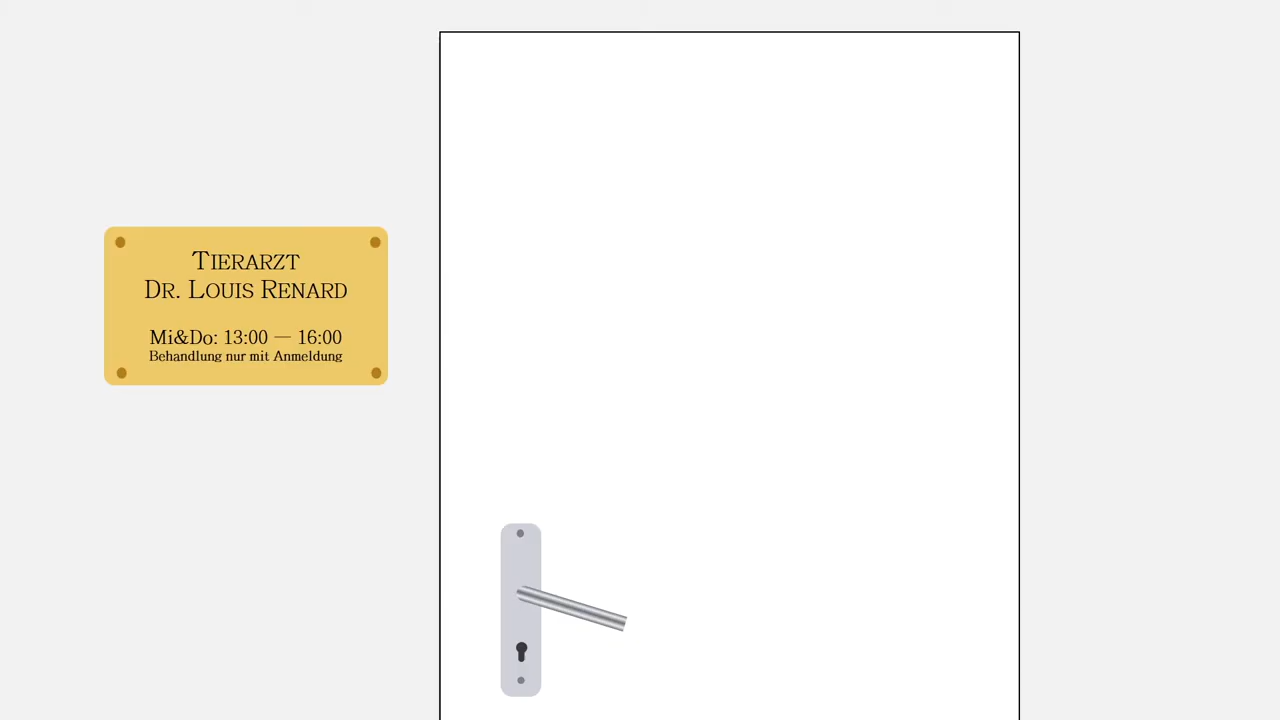 Tierarzt
Dr. Louis Renard
Mi&Do: 13:00 — 16:00
Behandlung nur mit Anmeldung